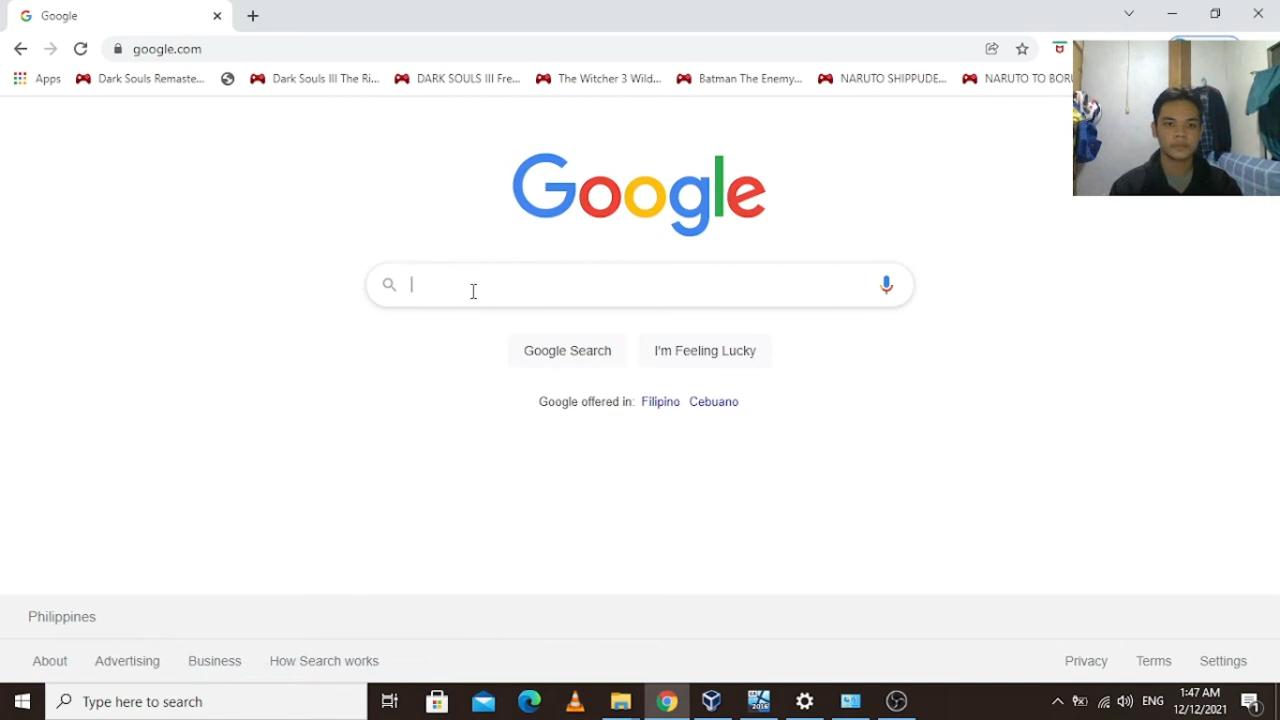 Google
google.com
Apps Dark Souls Remaste... Dark Souls III The Ri... DARK SOULS III Fre... The Witcher 3 Wild... Batman The Enemy... NARUTO SHIPPUDE... NARUTO TO BORU
Google
Google Search I'm Feeling Lucky
Google offered in: Filipino Cebuano
Philippines
About Advertising Business How Search works Privacy Terms Settings
Type here to search 2016 ENG 1:47 AM
12/12/2021 1